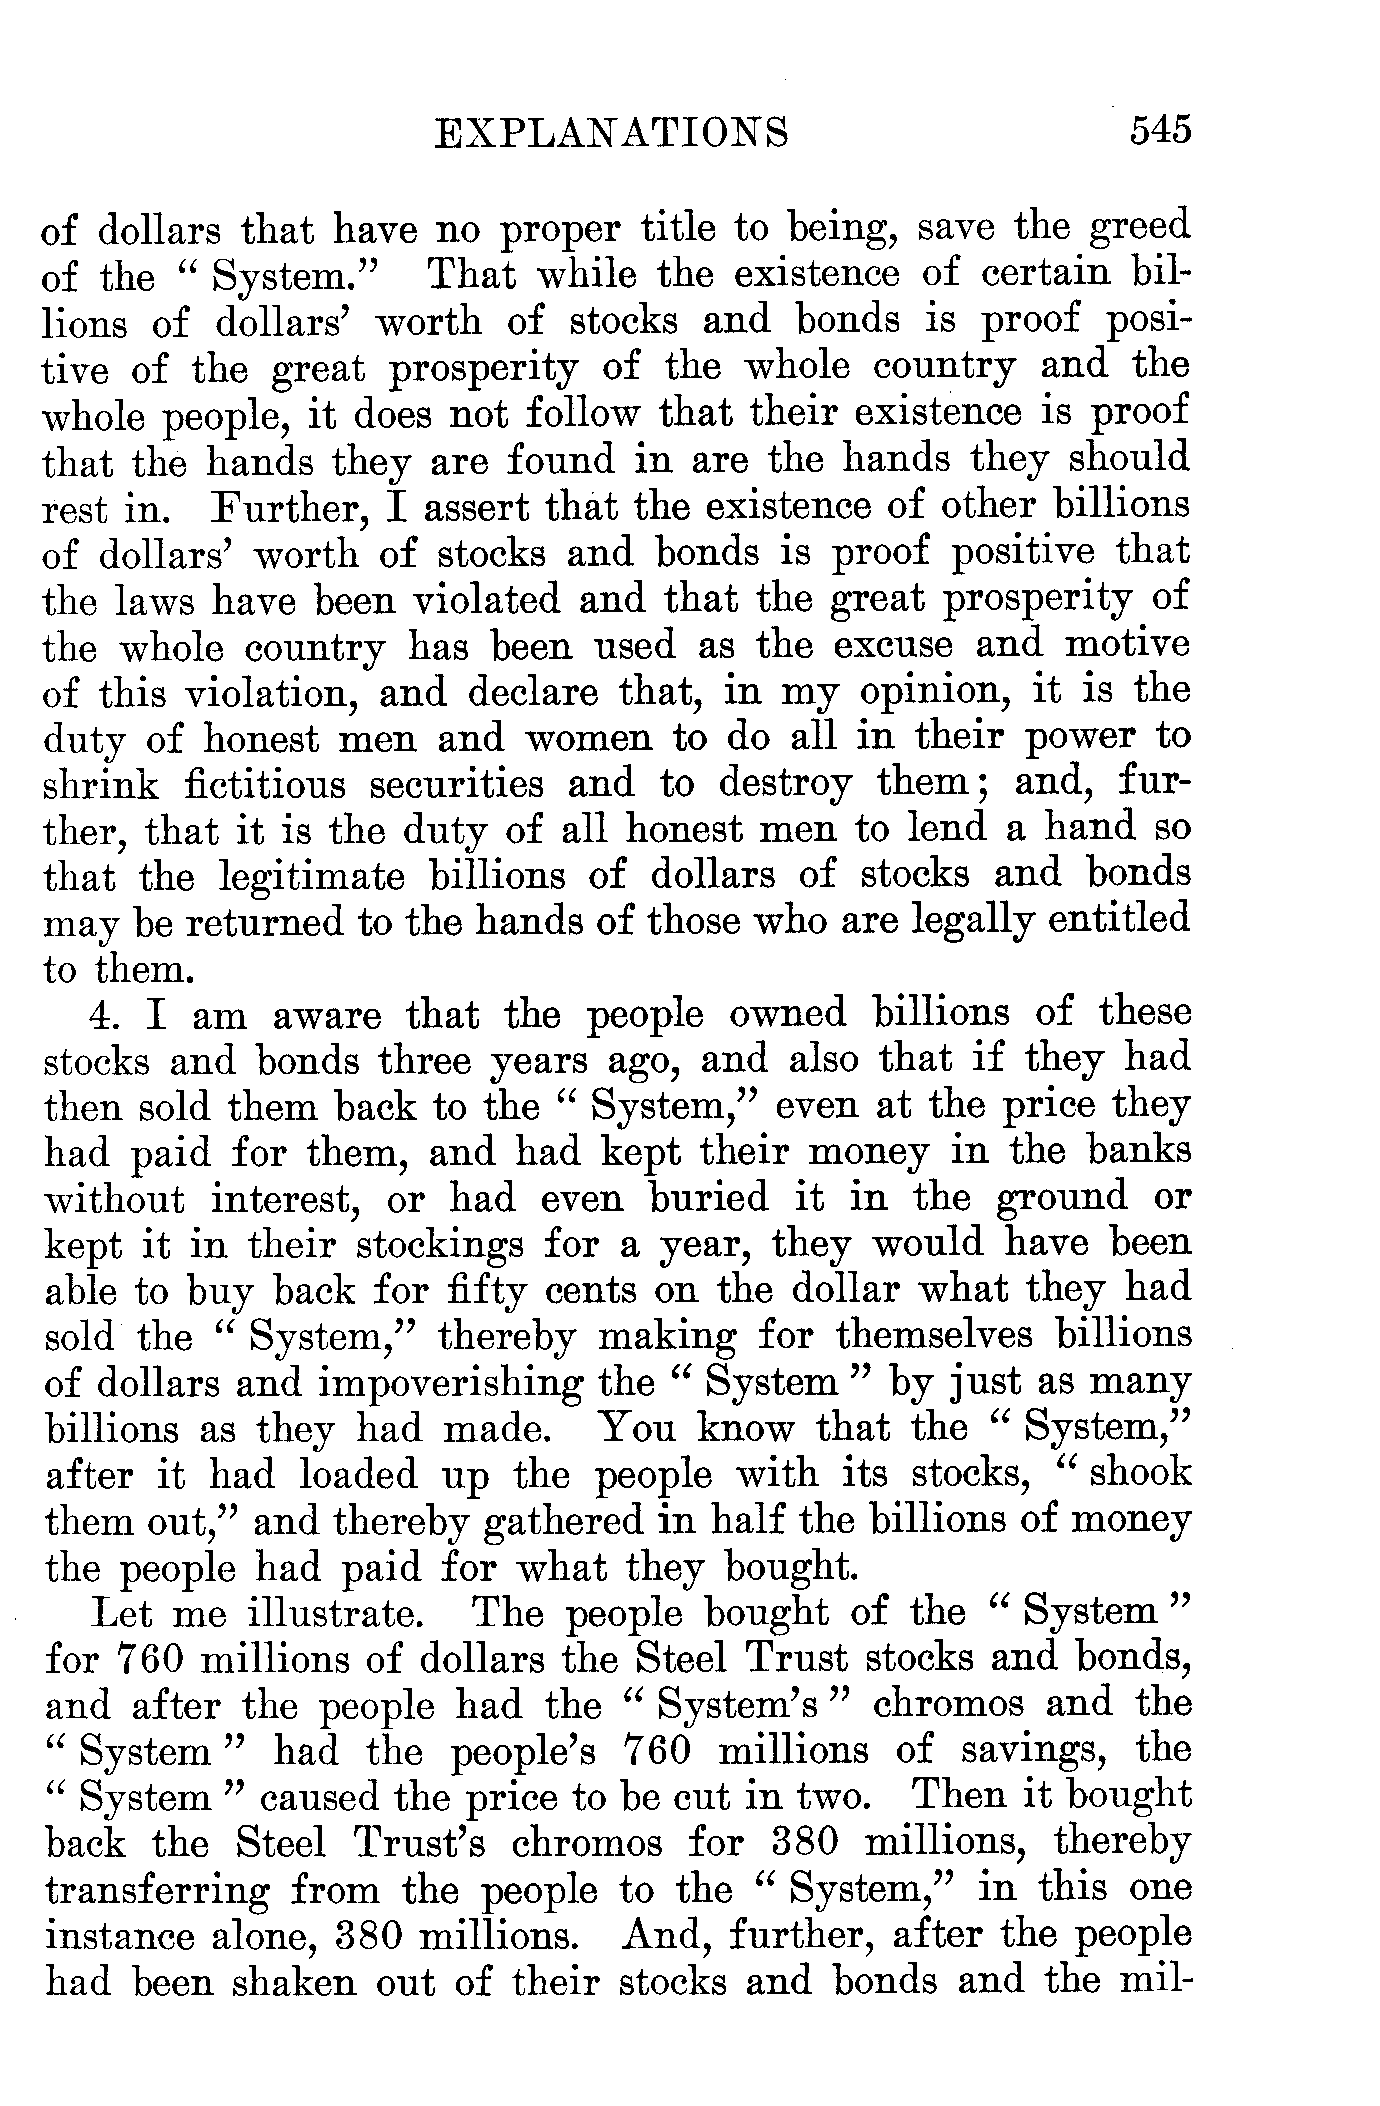 EXPLANATIONS 545
of dollars that have no proper title to being, save the greed
of the “ System.” That while the existence of certain bil-
lions of dollars’ worth of stocks and bonds is proof posi-
tive of the great prosperity of the whole country and the
whole people, it does not follow that their existence is proof
that the hands they are found in are the hands they should
rest in. Further, I assert that the existence of other billions
of dollars’ worth of stocks and bonds is proof positive that
the laws have been violated and that the great prosperity of
the whole country has been used as the excuse and motive
of this violation, and declare that, in my opinion, it is the
duty of honest men and women to do all in their power to
shrink fictitious securities and to destroy them; and, fur-
ther, that it is the duty of all honest men to lend a hand so
that the legitimate billions of dollars of stocks and bonds
may be returned to the hands of those who are legally entitled
to them.
4. I am aware that the people owned billions of these
stocks and bonds three years ago, and also that if they had
then sold them back to the “ System,” even at the price they
had paid for them, and had kept their money in the banks
without interest, or had even buried it in the ground or
kept it in their stockings for a year, they would have been
able to buy back for fifty cents on the dollar what they had
sold the “ System,” thereby making for themselves billions
of dollars and impoverishing the “ System ” by just as many
billions as they had made. You know that the “ System,”
after it had loaded up the people with its stocks, “ shook
them out,” and thereby gathered in half the billions of money
the people had paid for what they bought.
Let me illustrate. The people bought of the “ System ”
for 760 millions of dollars the Steel Trust stocks and bonds,
and after the people had the “ System’s ” chromos and the
“ System ” had the people’s 760 millions of savings, the
“ System ” caused the price to be cut in two. Then it bought
back the Steel Trust’s chromos for 380 millions, thereby
transferring from the people to the “ System,” in this one
instance alone, 380 millions. And, further, after the people
had been shaken out of their stocks and bonds and the mil-